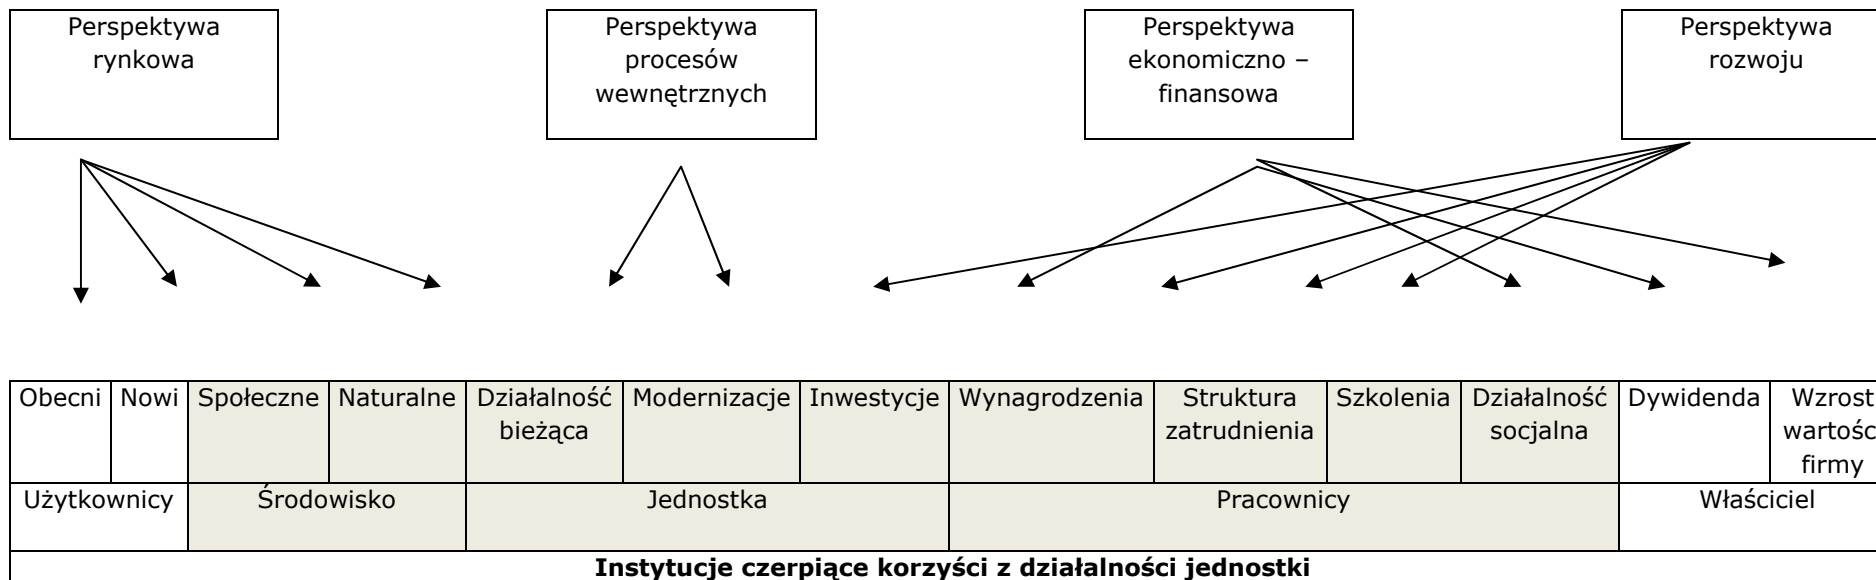 Perspektywa
rynkowa
Perspektywa
procesów
wewnętrznych
Perspektywa
ekonomiczno –
finansowa
Perspektywa
rozwoju
Obecni
Nowi
Społeczne
Naturalne
Działalność
bieżąca
Modernizacje
Inwestycje
Wynagrodzenia
Struktura
zatrudnienia
Szkolenia
Działalność
socjalna
Dywidenda
Wzrost
wartośc
firmy
Użytkownicy
Środowisko
Jednostka
Pracownicy
Właściciel
Instytucje czerpiące korzyści z działalności jednostki